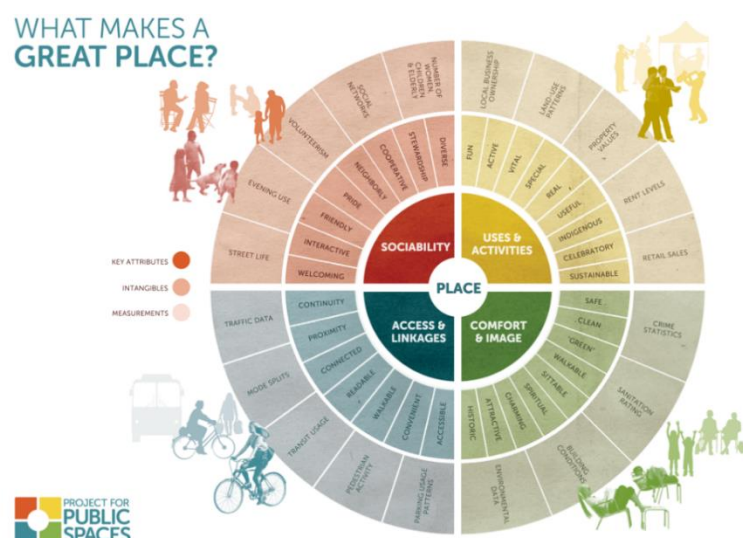 WHAT MAKES A
GREAT PLACE?
KEY ATTRIBUTES
INTANGIBLES
MEASUREMENTS
PLACE
SOCIABILITY
USES &
ACTIVITIES
ACCESS &
LINKAGES
COMFORT
& IMAGE
WELCOMING
INTERACTIVE
FRIENDLY
PRIDE
NEIGHBORLY
COOPERATIVE
STEWARDSHIP
DIVERSE
STREET LIFE
EVENING USE
VOLUNTEERISM
SOCIAL
NETWORKS
NUMBER OF
WOMEN
CHILDREN
& ELDERLY
FUN
ACTIVE
VITAL
SPECIAL
REAL
USEFUL
INDIGENOUS
CELEBRATORY
SUSTAINABLE
LOCAL BUSINESS
OWNERSHIP
LAND-USE
PATTERNS
PROPERTY
VALUES
RENT LEVELS
RETAIL SALES
SAFE
CLEAN
"GREEN"
WALKABLE
SITTABLE
SPIRITUAL
CHARMING
ATTRACTIVE
HISTORIC
CRIME
STATISTICS
SANITATION
RATING
BUILDING
CONDITIONS
ENVIRONMENTAL
DATA
CONTINUITY
PROXIMITY
CONNECTED
READABLE
WALKABLE
CONVENIENT
ACCESSIBLE
TRAFFIC DATA
MODE SPLITS
TRANSIT USAGE
PEDESTRIAN
ACTIVITY
PARKING USAGE
PATTERNS
PROJECT FOR
PUBLIC
SPACES